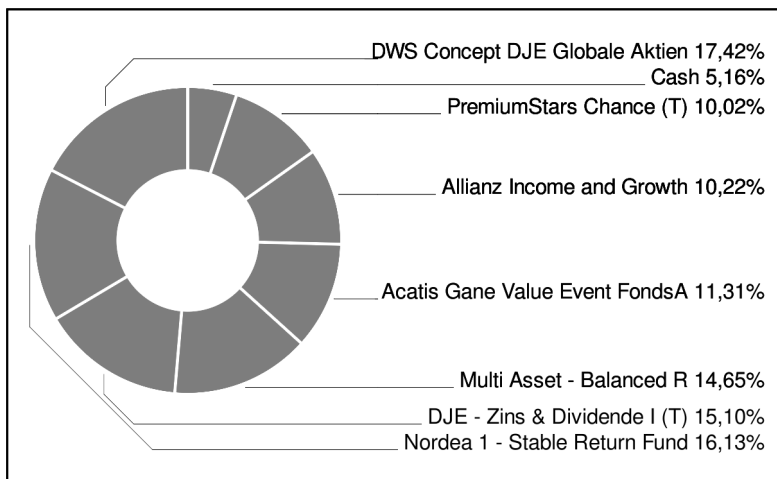 DWS Concept DJE Globale Aktien 17,42%
Cash 5,16%
PremiumStars Chance (T) 10,02%
Allianz Income and Growth 10,22%
Acatis Gane Value Event FondsA 11,31%
Multi Asset - Balanced R 14,65%
DJE - Zins & Dividende I (T) 15,10%
Nordea 1 - Stable Return Fund 16,13%